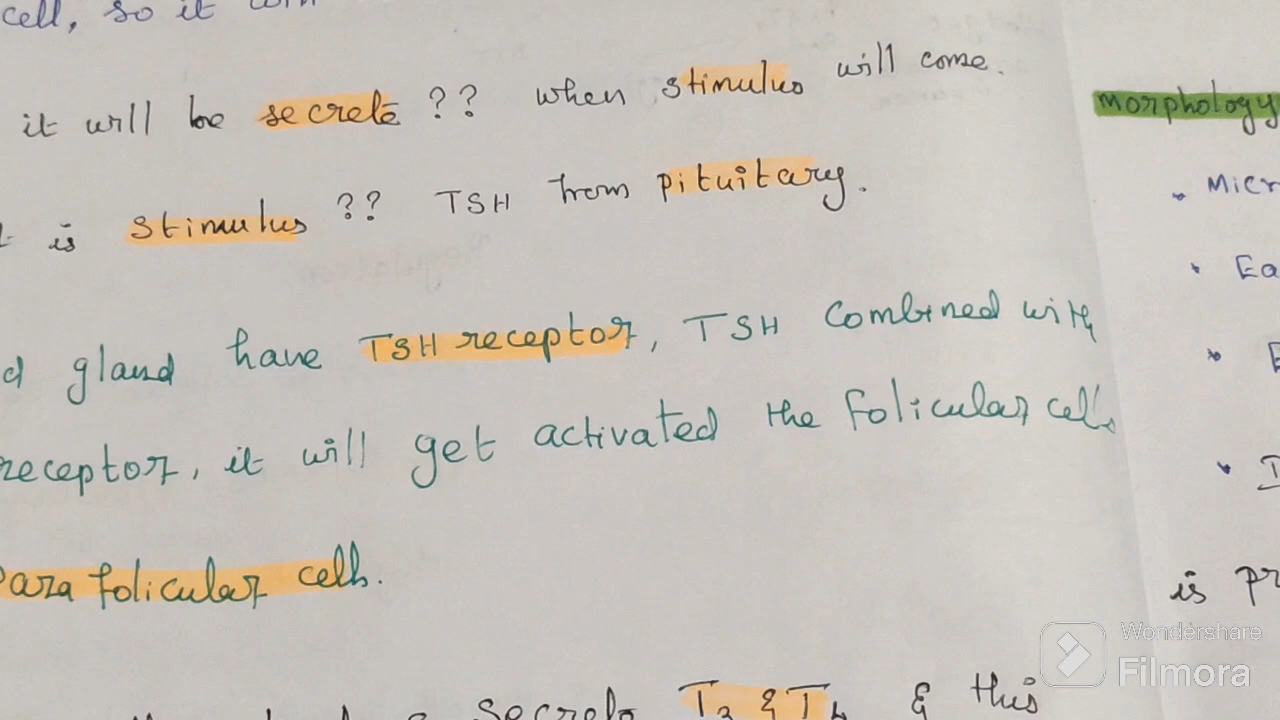 cell, so it
it will be secrete ?? when stimulus will come.
is stimulus ?? TSH from pituitary.
gland have TSH receptor, TSH combined with
receptor, it will get activated the folicular cells
Para folicular cells.
secrete T3 & T4 & this
morphology
Micr
Ea
is pr
Wondershare
Filmora